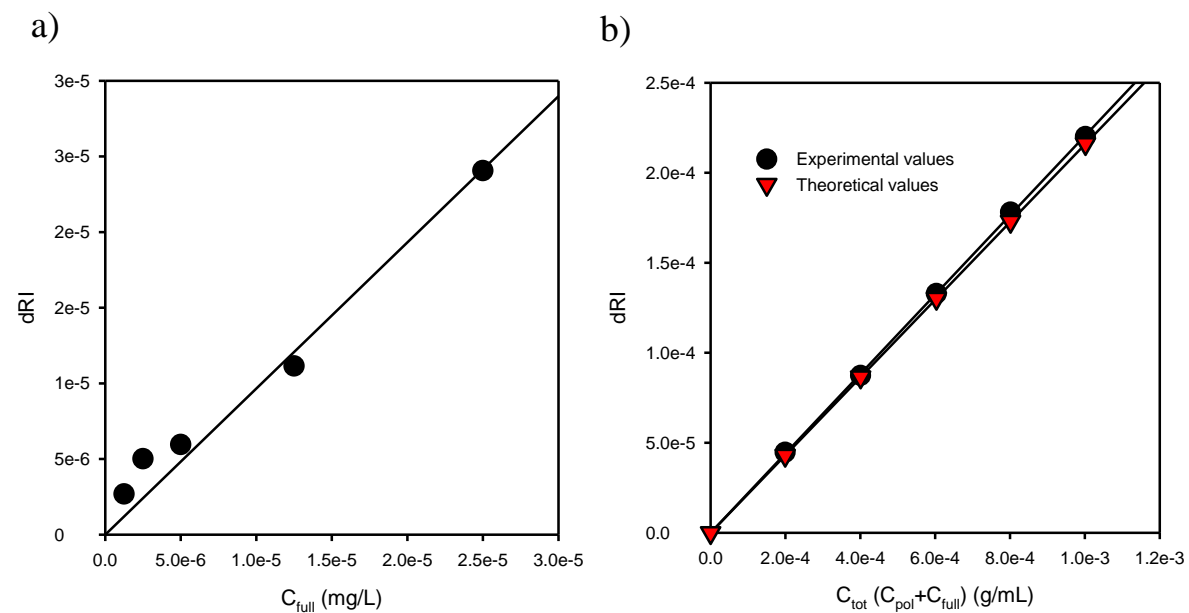 a)
3e-5
3e-5
2e-5
2e-5
1e-5
5e-6
0
dRI
0.0
5.0e-6
1.0e-5
1.5e-5
2.0e-5
2.5e-5
3.0e-5
C_full (mg/L)
b)
2.5e-4
2.0e-4
1.5e-4
1.0e-4
5.0e-5
0.0
dRI
Experimental values
Theoretical values
0.0
2.0e-4
4.0e-4
6.0e-4
8.0e-4
1.0e-3
1.2e-3
C_tot (C_pol+C_full) (g/mL)